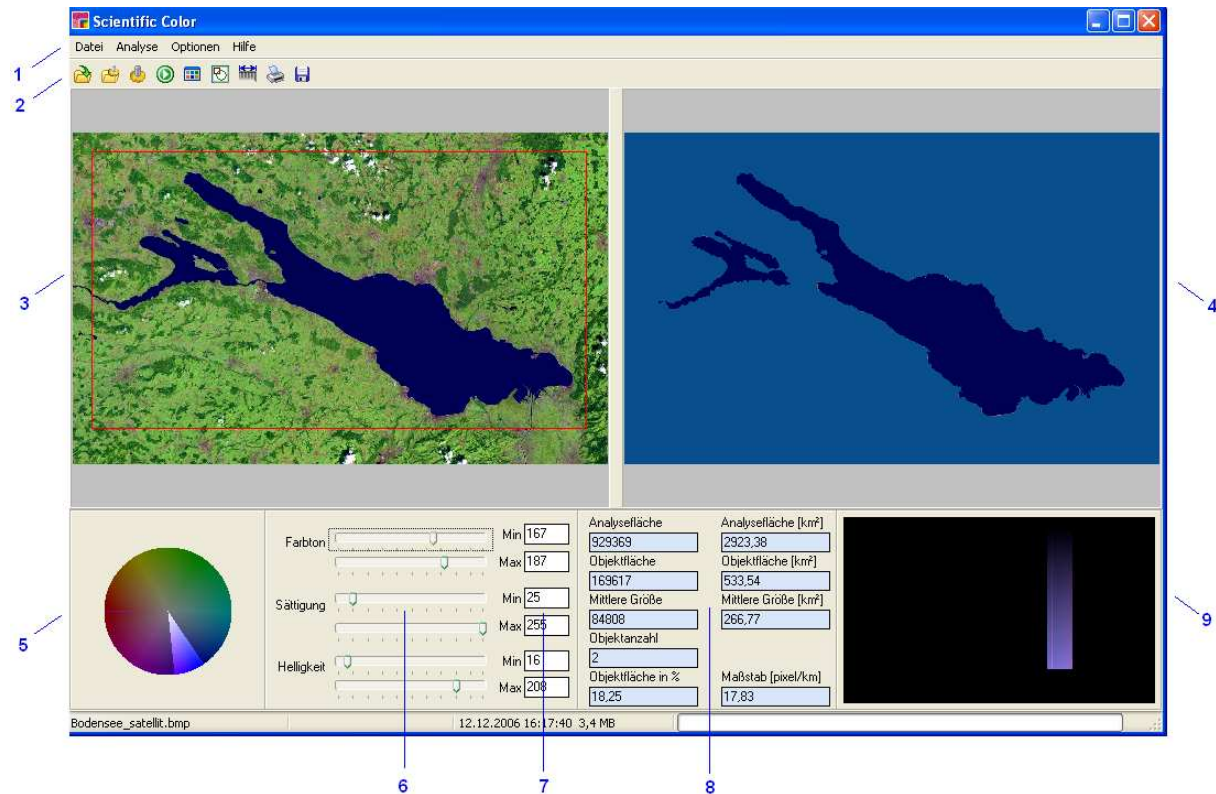 Scientific Color
Datei Analyse Optionen Hilfe
1
2
3
4
5
Farbton
Min 167
Max 187
Sättigung
Min 25
Max 255
Helligkeit
Min 16
Max 208
Analysefläche
929369
Objektfläche
169617
Mittlere Größe
84808
Objektanzahl
2
Objektfläche in %
18,25
Analysefläche [km²]
2923,38
Objektfläche [km²]
533,54
Mittlere Größe [km²]
266,77
Maßstab [pixel/km]
17,83
9
Bodensee_satellit.bmp 12.12.2006 16:17:40 3,4 MB
6 7 8